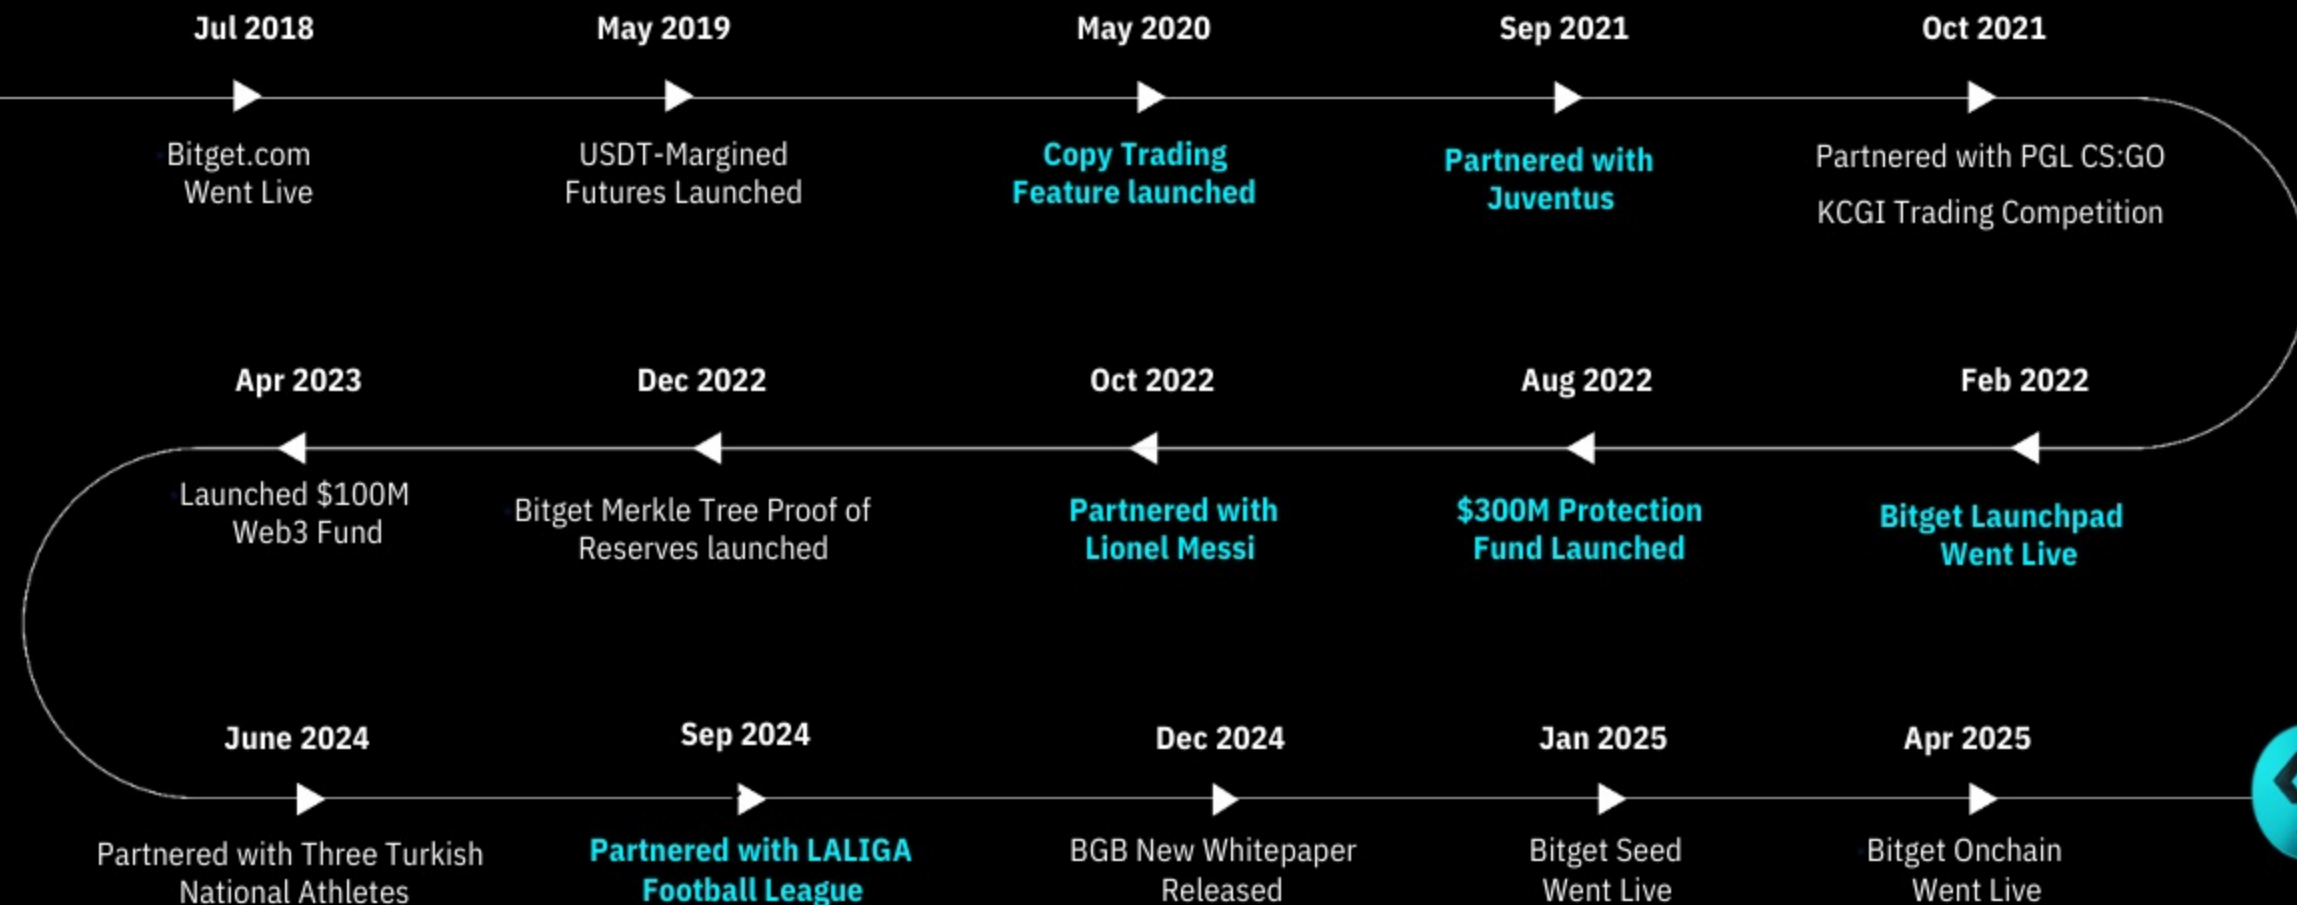 Jul 2018
Bitget.com
Went Live
May 2019
USDT-Margined
Futures Launched
May 2020
Copy Trading
Feature launched
Sep 2021
Partnered with
Juventus
Oct 2021
Partnered with PGL CS:GO
KCGI Trading Competition
Feb 2022
Bitget Launchpad
Went Live
Aug 2022
$300M Protection
Fund Launched
Oct 2022
Partnered with
Lionel Messi
Dec 2022
Bitget Merkle Tree Proof of
Reserves launched
Apr 2023
Launched $100M
Web3 Fund
June 2024
Partnered with Three Turkish
National Athletes
Sep 2024
Partnered with LALIGA
Football League
Dec 2024
BGB New Whitepaper
Released
Jan 2025
Bitget Seed
Went Live
Apr 2025
Bitget Onchain
Went Live